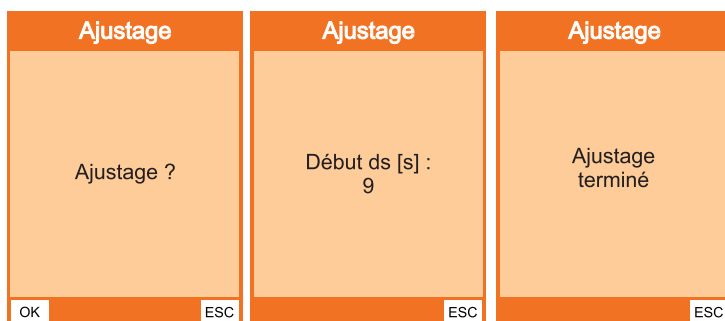 Ajustage
Ajustage ?
OK
ESC
Ajustage
Début ds [s] :
9
ESC
Ajustage
Ajustage
terminé
ESC